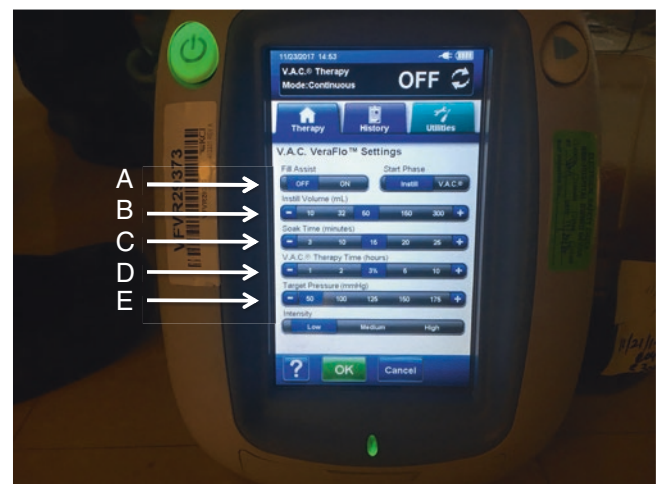 11/23/2017 14:53
V.A.C.® Therapy
Mode:Continuous
OFF
Therapy History Utilities
V.A.C. VeraFlo™ Settings
A
Fill Assist Start Phase
OFF ON Instill V.A.C.®
B
Instill Volume (mL)
- 10 32 50 150 300 +
C
Soak Time (minutes)
- 3 10 15 20 25 +
D
V.A.C.® Therapy Time (hours)
- 1 2 3½ 5 10 +
E
Target Pressure (mmHg)
- 50 100 125 150 175 +
Intensity
Low Medium High
? OK Cancel
VFVR29373
KCI